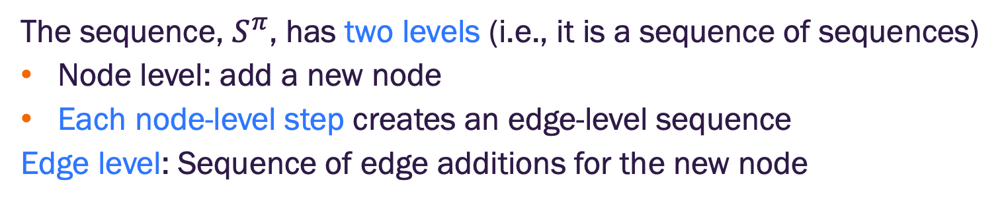 The sequence, $S^{\pi}$, has two levels (i.e., it is a sequence of sequences)
• Node level: add a new node
• Each node-level step creates an edge-level sequence
Edge level: Sequence of edge additions for the new node